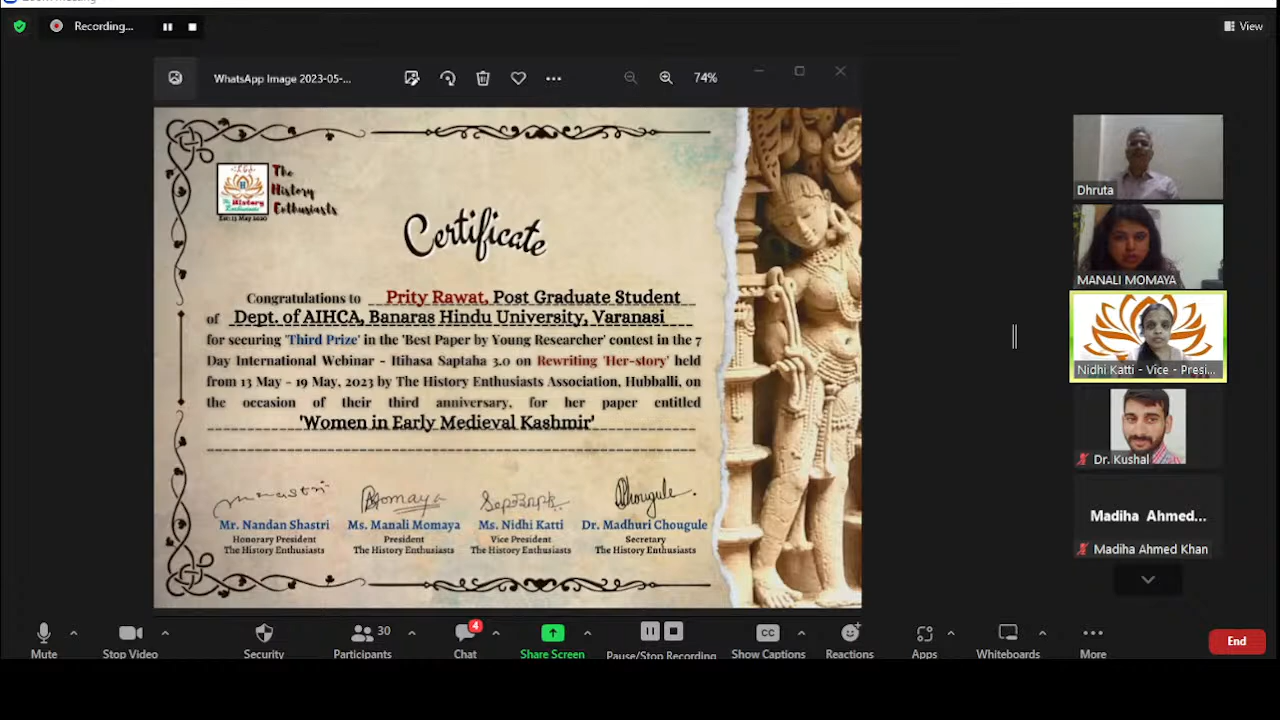 Recording...
View
WhatsApp Image 2023-05-...
74%
The
History
Enthusiasts
The
History
Enthusiasts
Est: 13 May 2020
Certificate
Congratulations to Prity Rawat, Post Graduate Student
of Dept. of AIHCA, Banaras Hindu University, Varanasi
for securing 'Third Prize' in the 'Best Paper by Young Researcher' contest in the 7
Day International Webinar - Itihasa Saptaha 3.0 on Rewriting 'Her-story' held
from 13 May - 19 May, 2023 by The History Enthusiasts Association, Hubballi, on
the occasion of their third anniversary, for her paper entitled
'Women in Early Medieval Kashmir'
Mr. Nandan Shastri
Honorary President
The History Enthusiasts
Ms. Manali Momaya
President
The History Enthusiasts
Ms. Nidhi Katti
Vice President
The History Enthusiasts
Dr. Madhuri Chougule
Secretary
The History Enthusiasts
Dhruta
MANALI MOMAYA
Nidhi Katti - Vice - Presi...
Dr. Kushal
Madiha Ahmed...
Madiha Ahmed Khan
Mute
Stop Video
Security
30
Participants
4
Chat
Share Screen
Pause/Stop Recording
CC
Show Captions
Reactions
Apps
Whiteboards
More
End